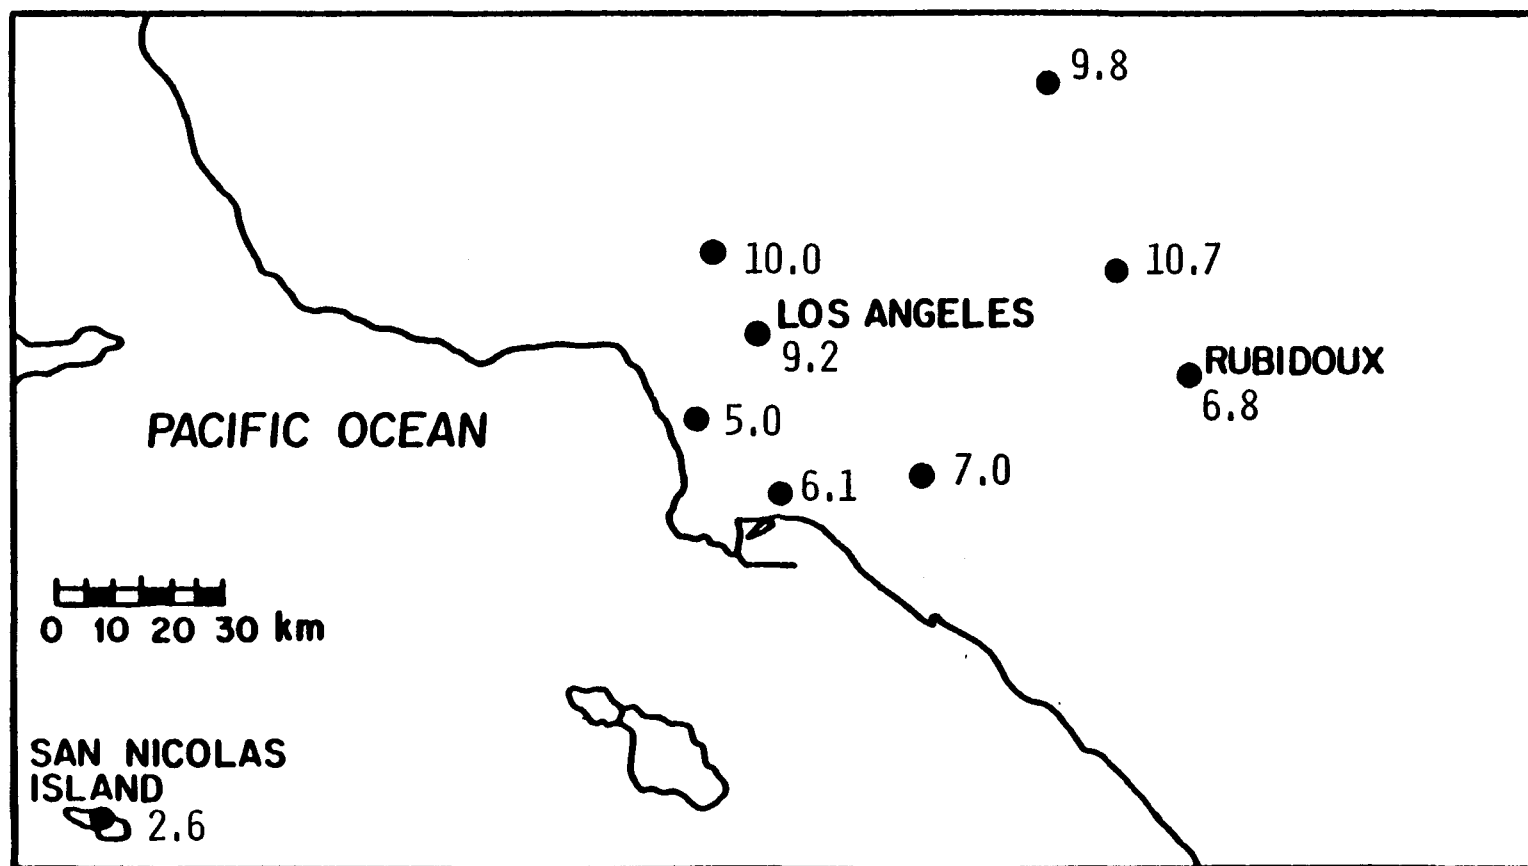 9.8
10.0
10.7
LOS ANGELES
9.2
RUBIDOUX
6.8
PACIFIC OCEAN
5.0
7.0
6.1
0 10 20 30 km
SAN NICOLAS
ISLAND
2.6